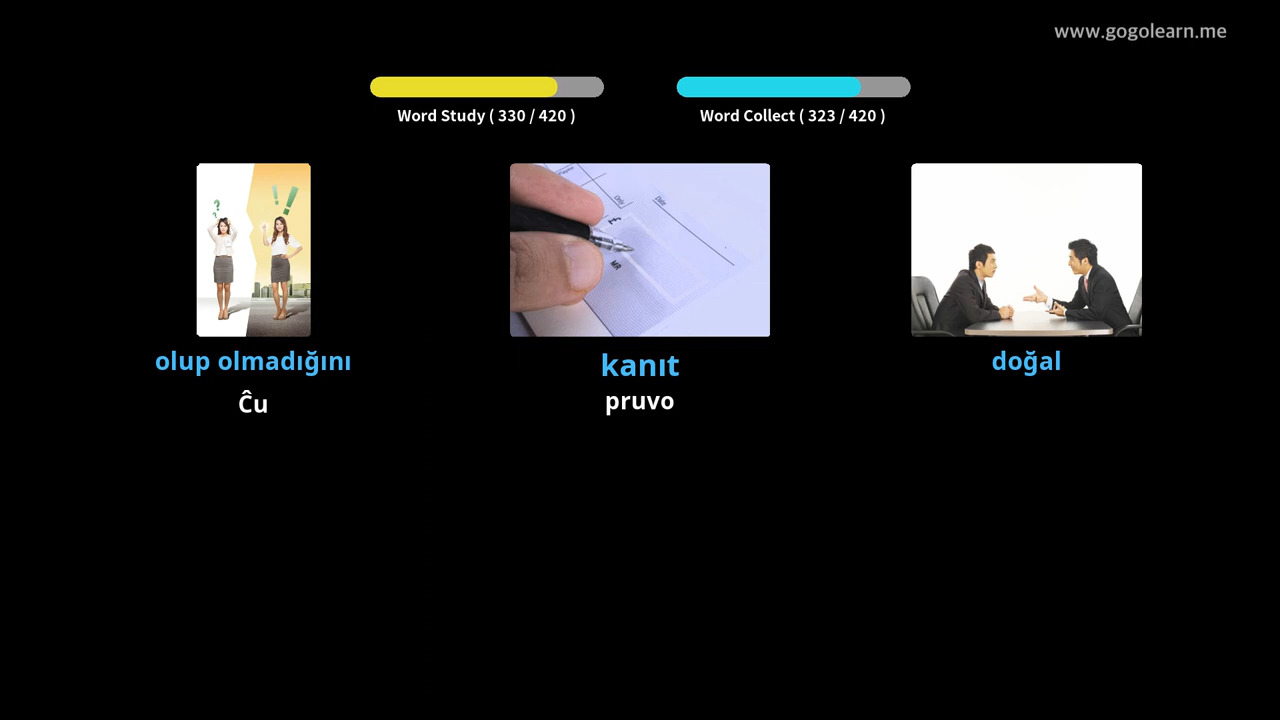 www.gogolearn.me
Word Study ( 330 / 420 )
Word Collect ( 323 / 420 )
olup olmadığını
Ĉu
kanıt
pruvo
doğal